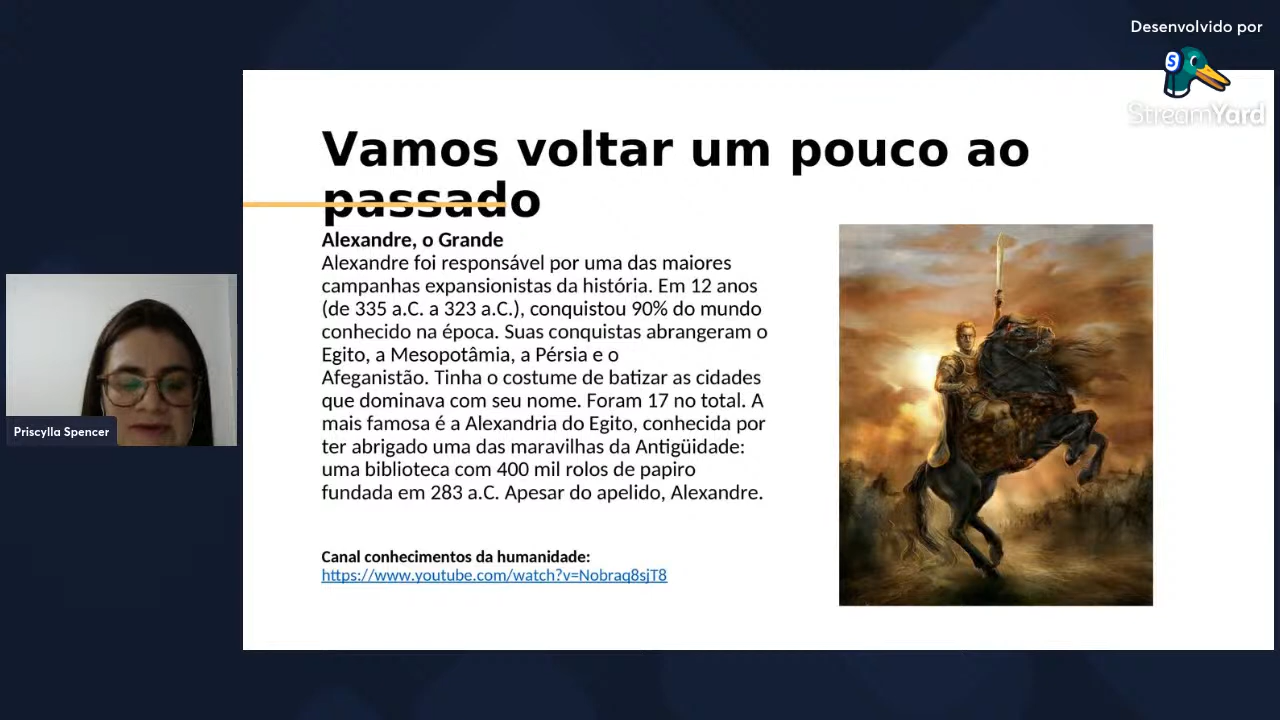 Desenvolvido por
StreamYard
Vamos voltar um pouco ao
passado
Alexandre, o Grande
Alexandre foi responsável por uma das maiores
campanhas expansionistas da história. Em 12 anos
(de 335 a.C. a 323 a.C.), conquistou 90% do mundo
conhecido na época. Suas conquistas abrangeram o
Egito, a Mesopotâmia, a Pérsia e o
Afeganistão. Tinha o costume de batizar as cidades
que dominava com seu nome. Foram 17 no total. A
mais famosa é a Alexandria do Egito, conhecida por
ter abrigado uma das maravilhas da Antigüidade:
uma biblioteca com 400 mil rolos de papiro
fundada em 283 a.C. Apesar do apelido, Alexandre.
Canal conhecimentos da humanidade:
https://www.youtube.com/watch?v=Nobraq8sjT8
Priscylla Spencer